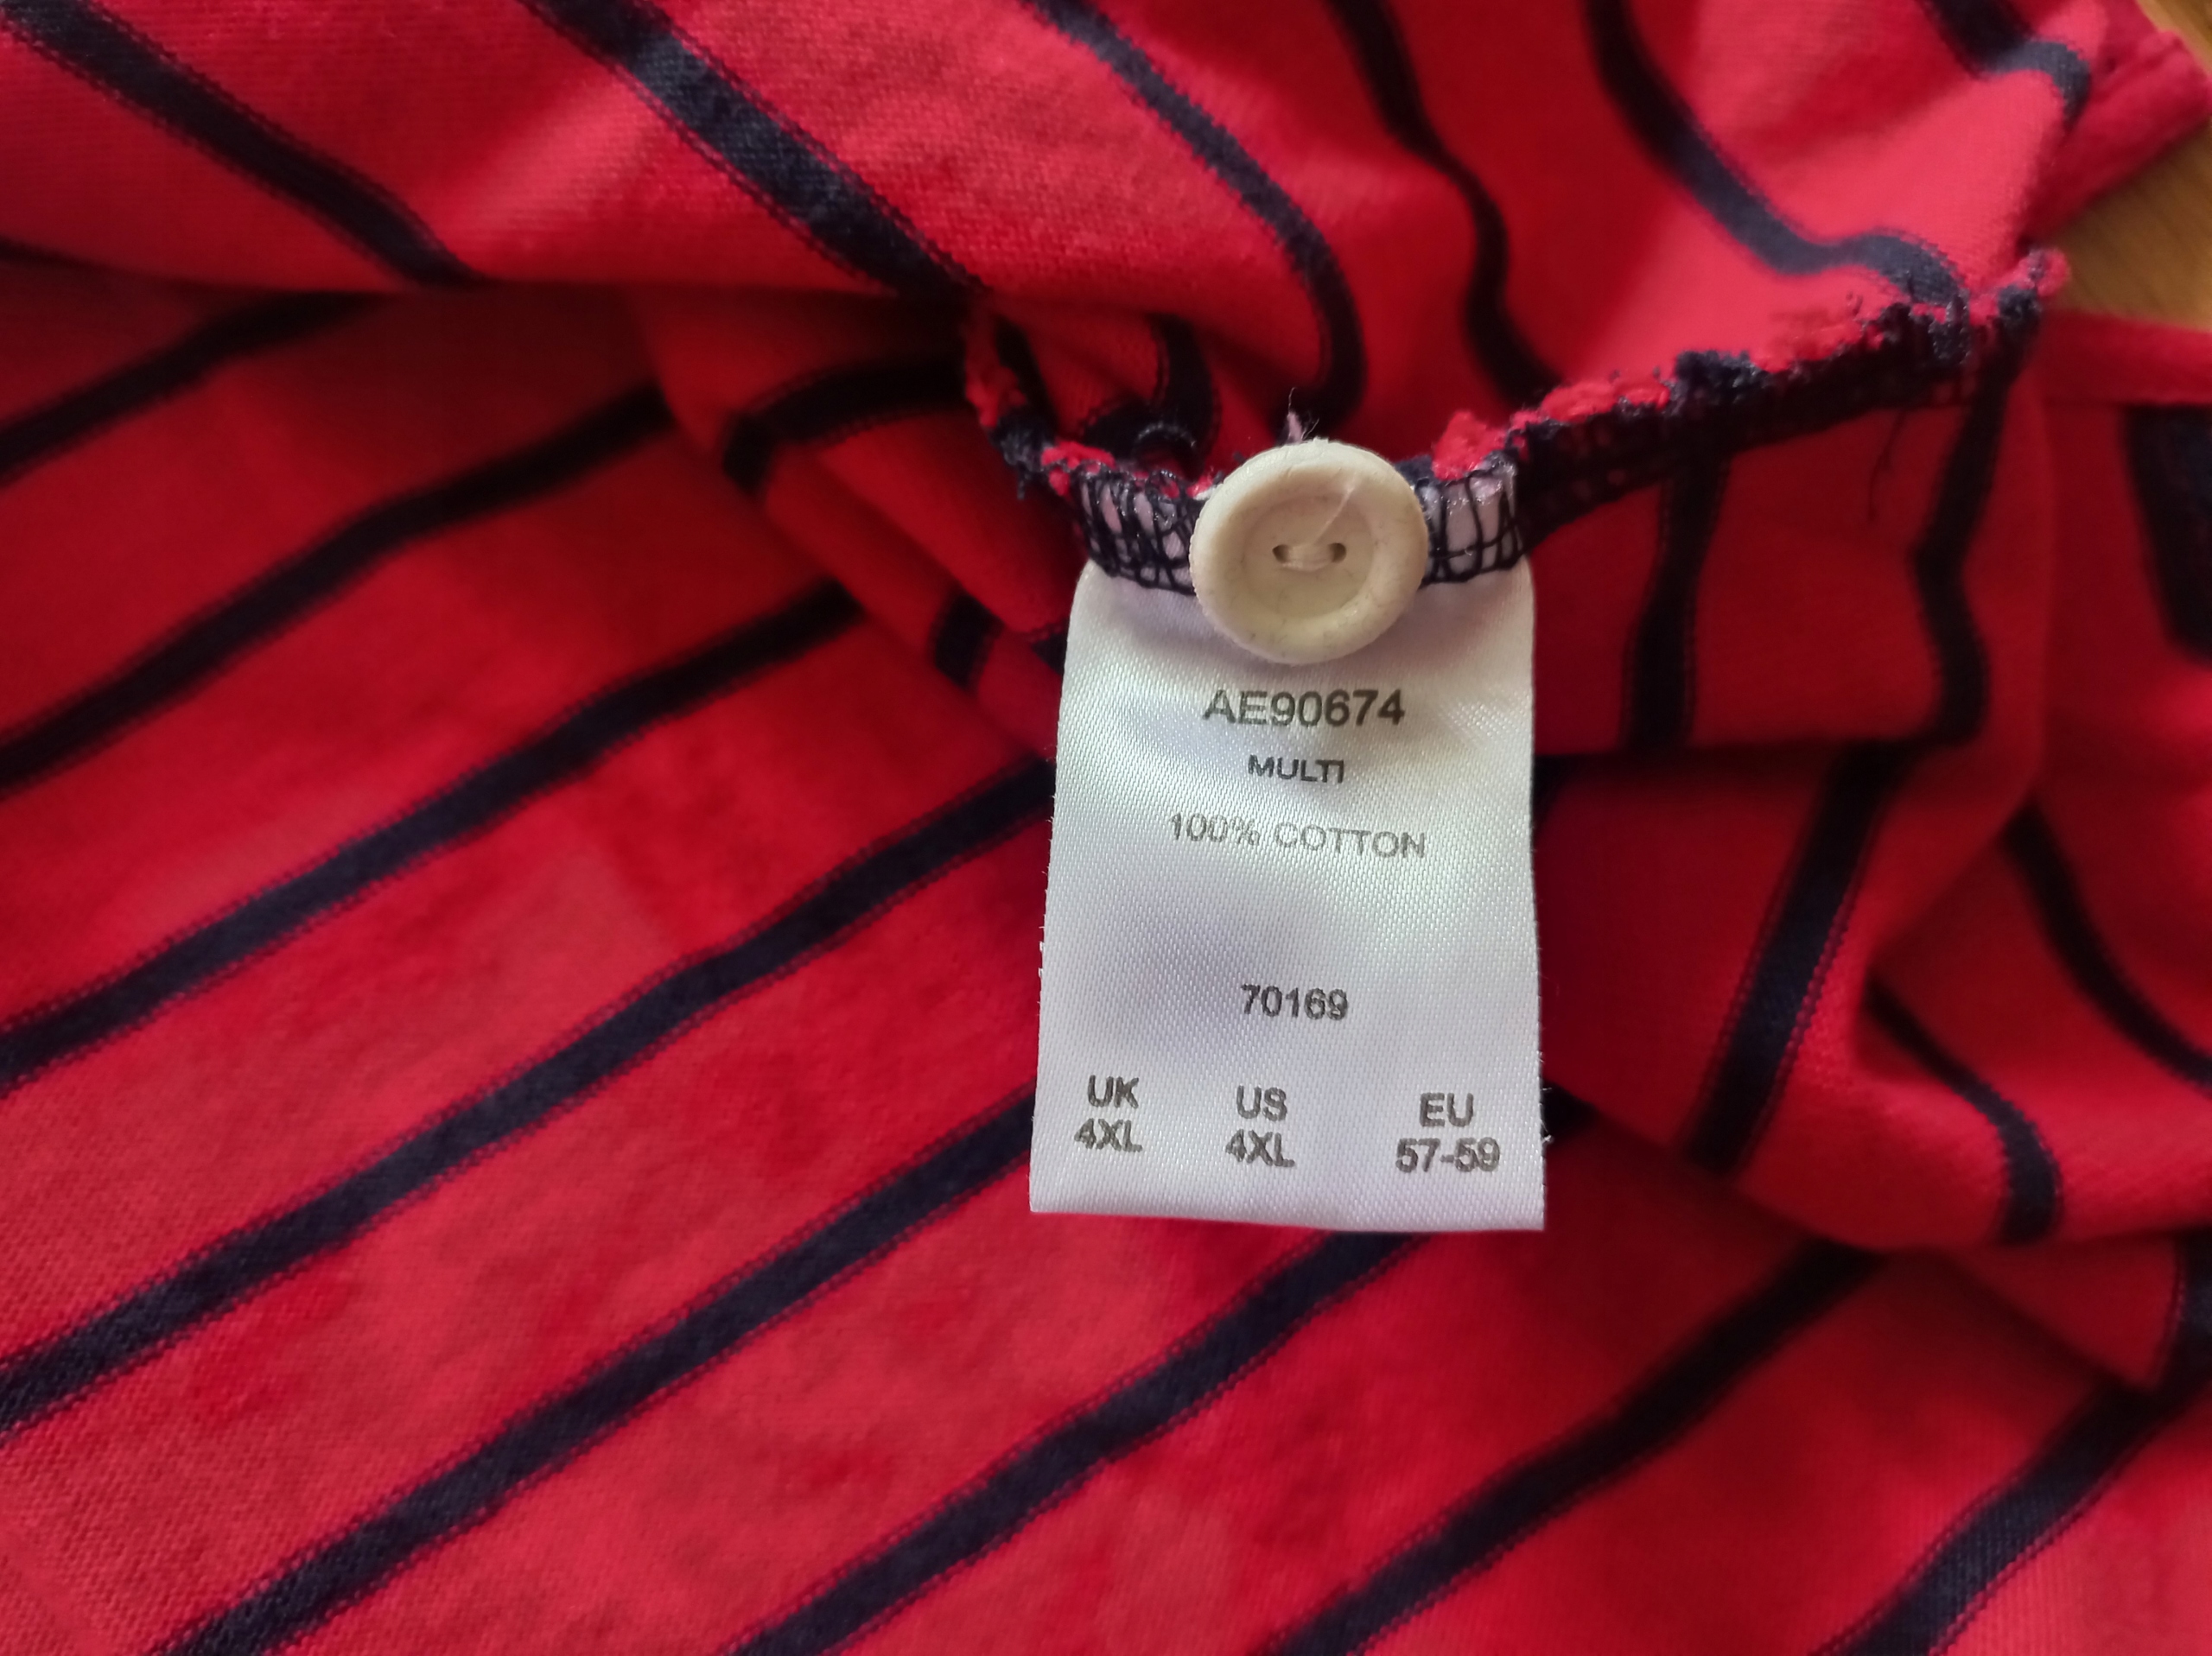 AE90674
MULTI
100% COTTON
70169
UK US EU
4XL 4XL 57-59